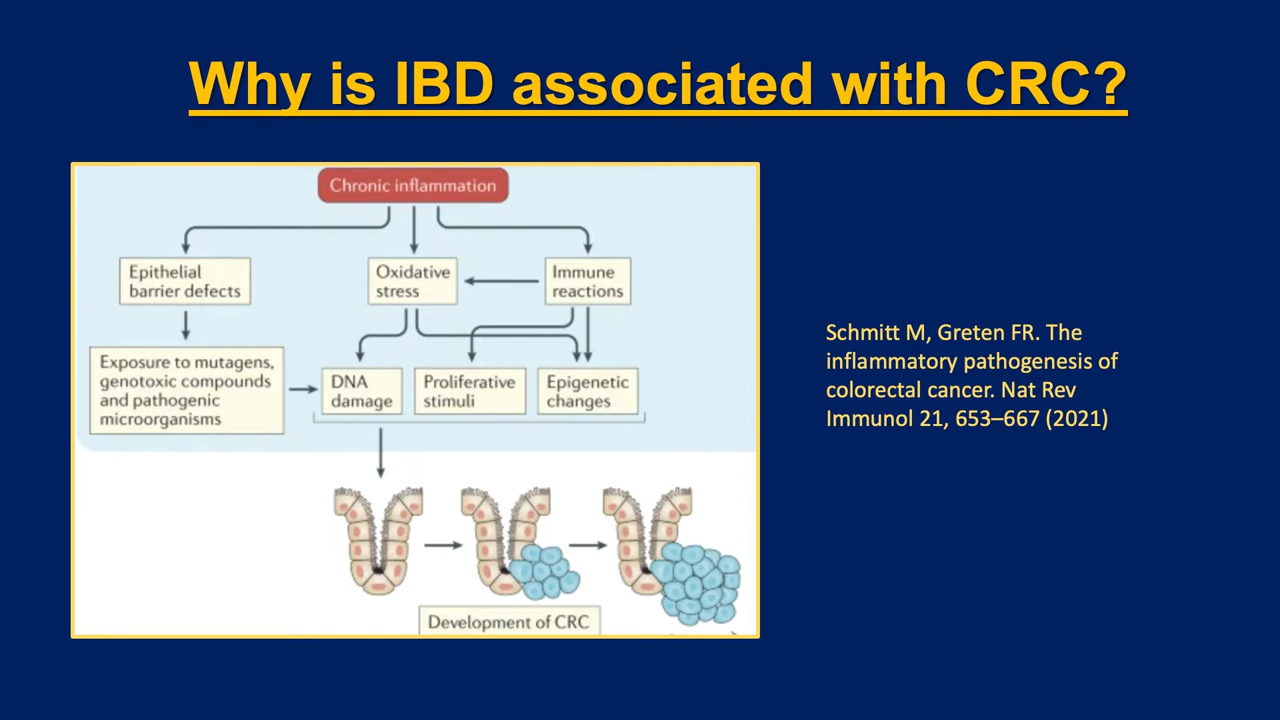 Why is IBD associated with CRC?
Chronic inflammation
Epithelial
barrier defects
Oxidative
stress
Immune
reactions
Exposure to mutagens,
genotoxic compounds
and pathogenic
microorganisms
DNA
damage
Proliferative
stimuli
Epigenetic
changes
Development of CRC
Schmitt M, Greten FR. The
inflammatory pathogenesis of
colorectal cancer. Nat Rev
Immunol 21, 653–667 (2021)